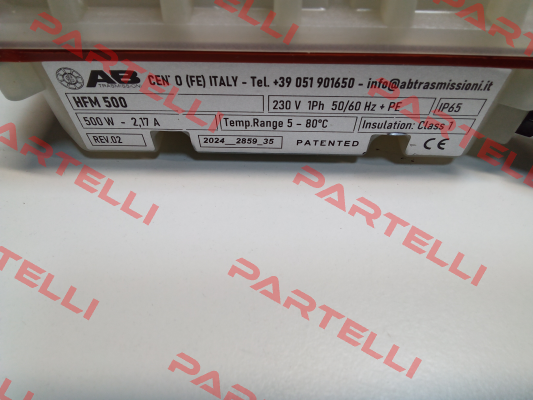 AB TRASMISSIONI CENTO (FE) ITALY - Tel. +39 051 901650 - info@abtrasmissioni.it
HFM 500 230 V 1Ph 50/60 Hz + PE IP65
500 W - 2,17 A Temp.Range 5 - 80°C Insulation: Class 1
REV.02 2024__2859_35 PATENTED CE
PARTELLI
PARTELLI
PARTELLI
PARTELLI
PARTELLI
PARTELLI